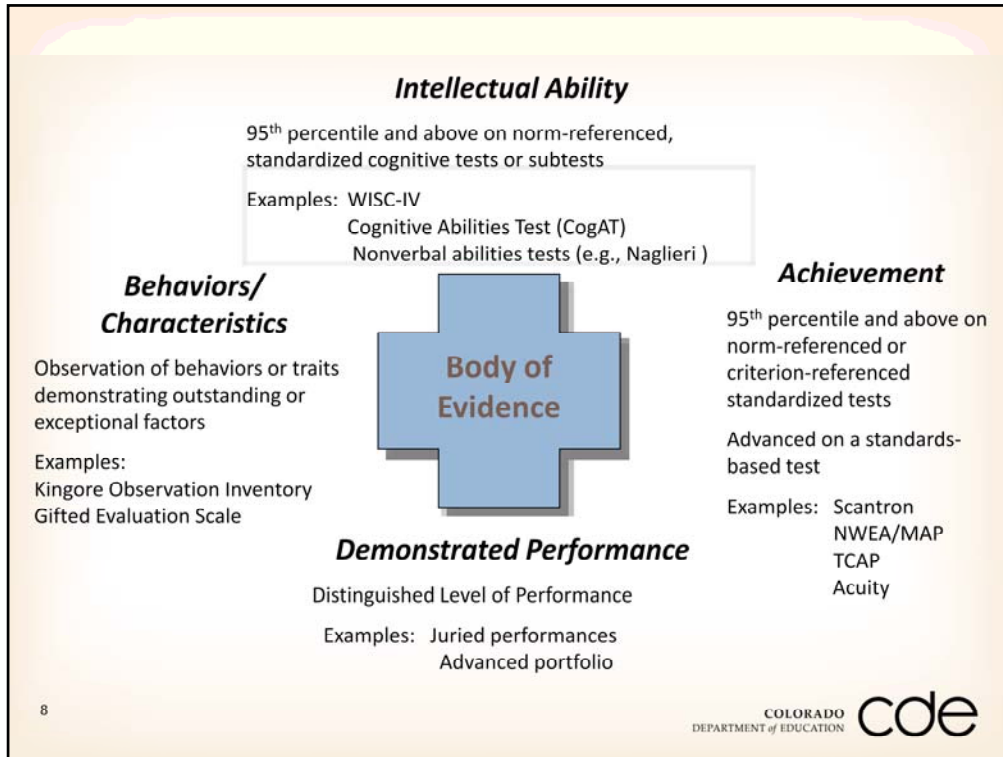 Intellectual Ability
95th percentile and above on norm-referenced,
standardized cognitive tests or subtests
Examples: WISC-IV
Cognitive Abilities Test (CogAT)
Nonverbal abilities tests (e.g., Naglieri )
Behaviors/
Characteristics
Observation of behaviors or traits
demonstrating outstanding or
exceptional factors
Examples:
Kingore Observation Inventory
Gifted Evaluation Scale
Body of
Evidence
Achievement
95th percentile and above on
norm-referenced or
criterion-referenced
standardized tests
Advanced on a standards-
based test
Examples: Scantron
NWEA/MAP
TCAP
Acuity
Demonstrated Performance
Distinguished Level of Performance
Examples: Juried performances
Advanced portfolio
8
COLORADO
DEPARTMENT of EDUCATION
cde